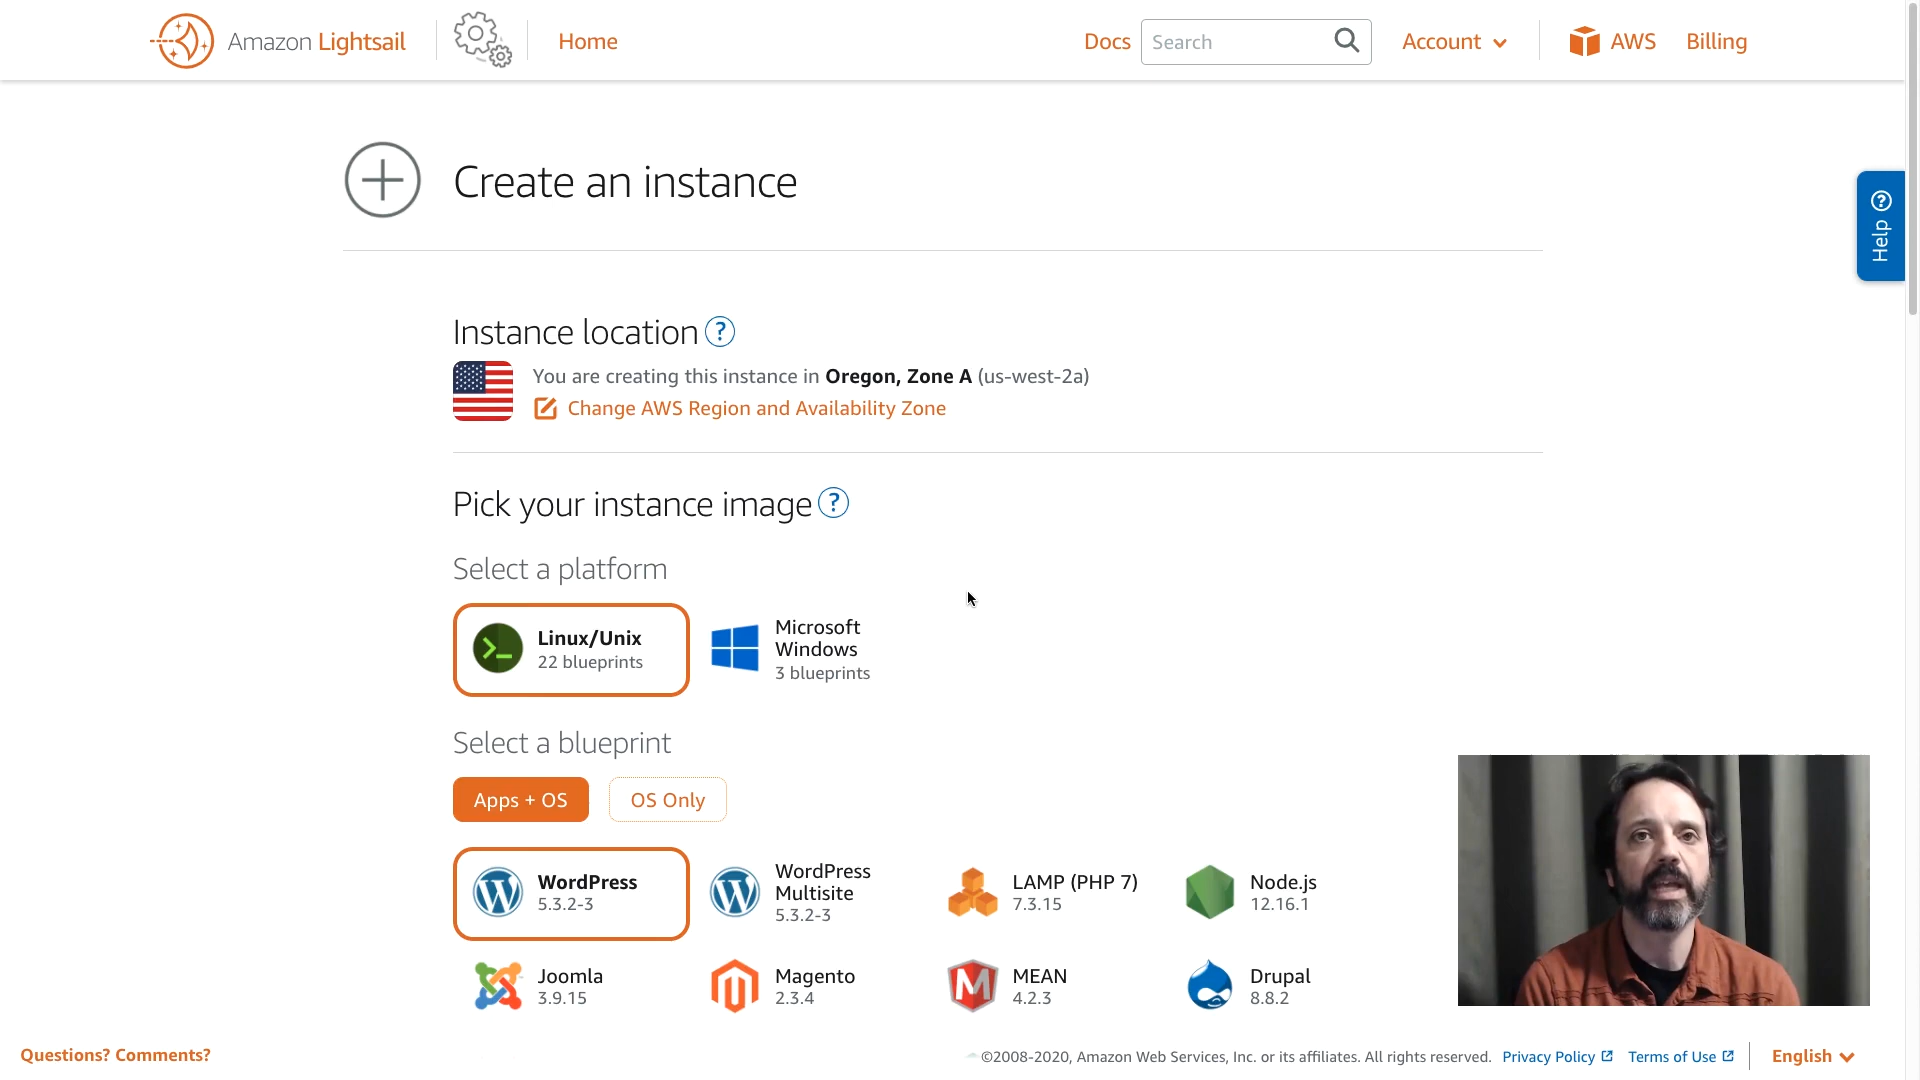 Amazon Lightsail
Home
Docs
Search
Account
AWS
Billing
Help ?
Create an instance
Instance location ?
You are creating this instance in Oregon, Zone A (us-west-2a)
Change AWS Region and Availability Zone
Pick your instance image ?
Select a platform
Linux/Unix
22 blueprints
Microsoft
Windows
3 blueprints
Select a blueprint
Apps + OS
OS Only
WordPress
5.3.2-3
WordPress
Multisite
5.3.2-3
LAMP (PHP 7)
7.3.15
Node.js
12.16.1
Joomla
3.9.15
Magento
2.3.4
MEAN
4.2.3
Drupal
8.8.2
Questions? Comments?
©2008-2020, Amazon Web Services, Inc. or its affiliates. All rights reserved.
Privacy Policy
Terms of Use
English